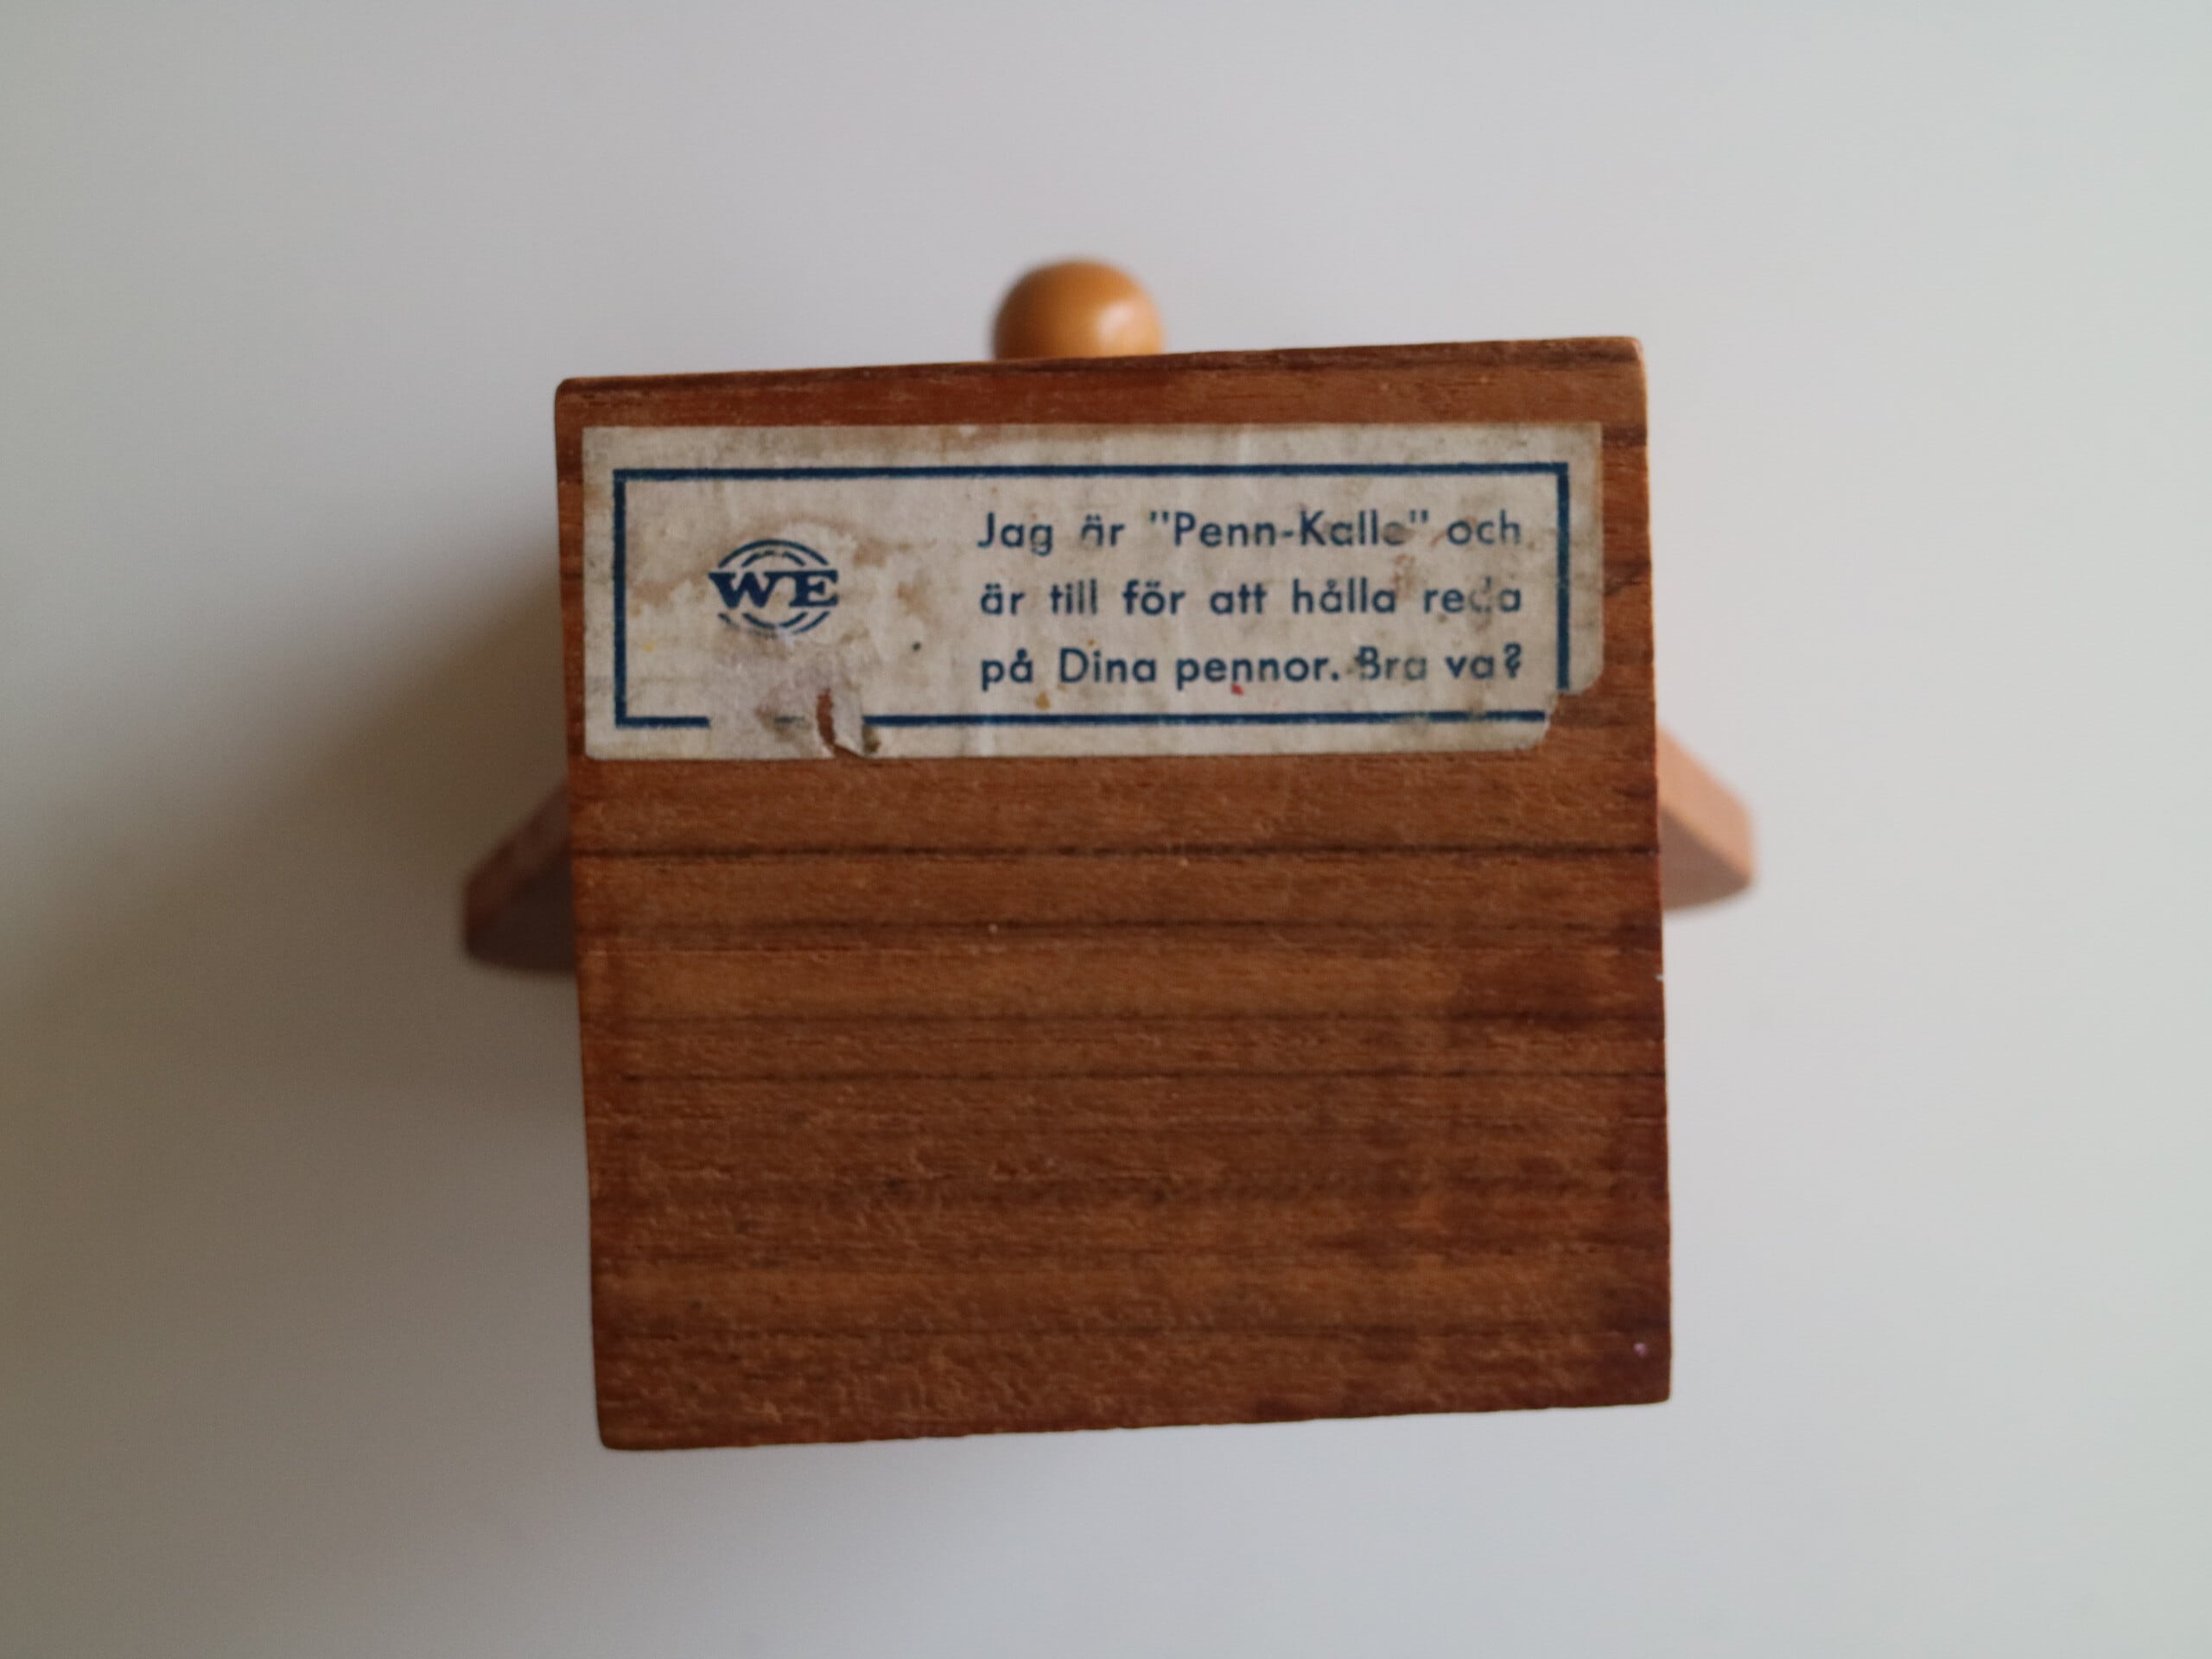 WE
Jag är "Penn-Kalle" och
är till för att hålla reda
på Dina pennor. Bra va?